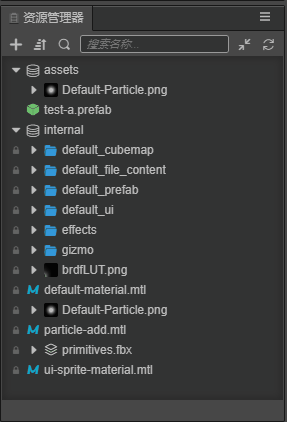 资源管理器
搜索名称...
assets
Default-Particle.png
test-a.prefab
internal
default_cubemap
default_file_content
default_prefab
default_ui
effects
gizmo
brdfLUT.png
default-material.mtl
Default-Particle.png
particle-add.mtl
primitives.fbx
ui-sprite-material.mtl